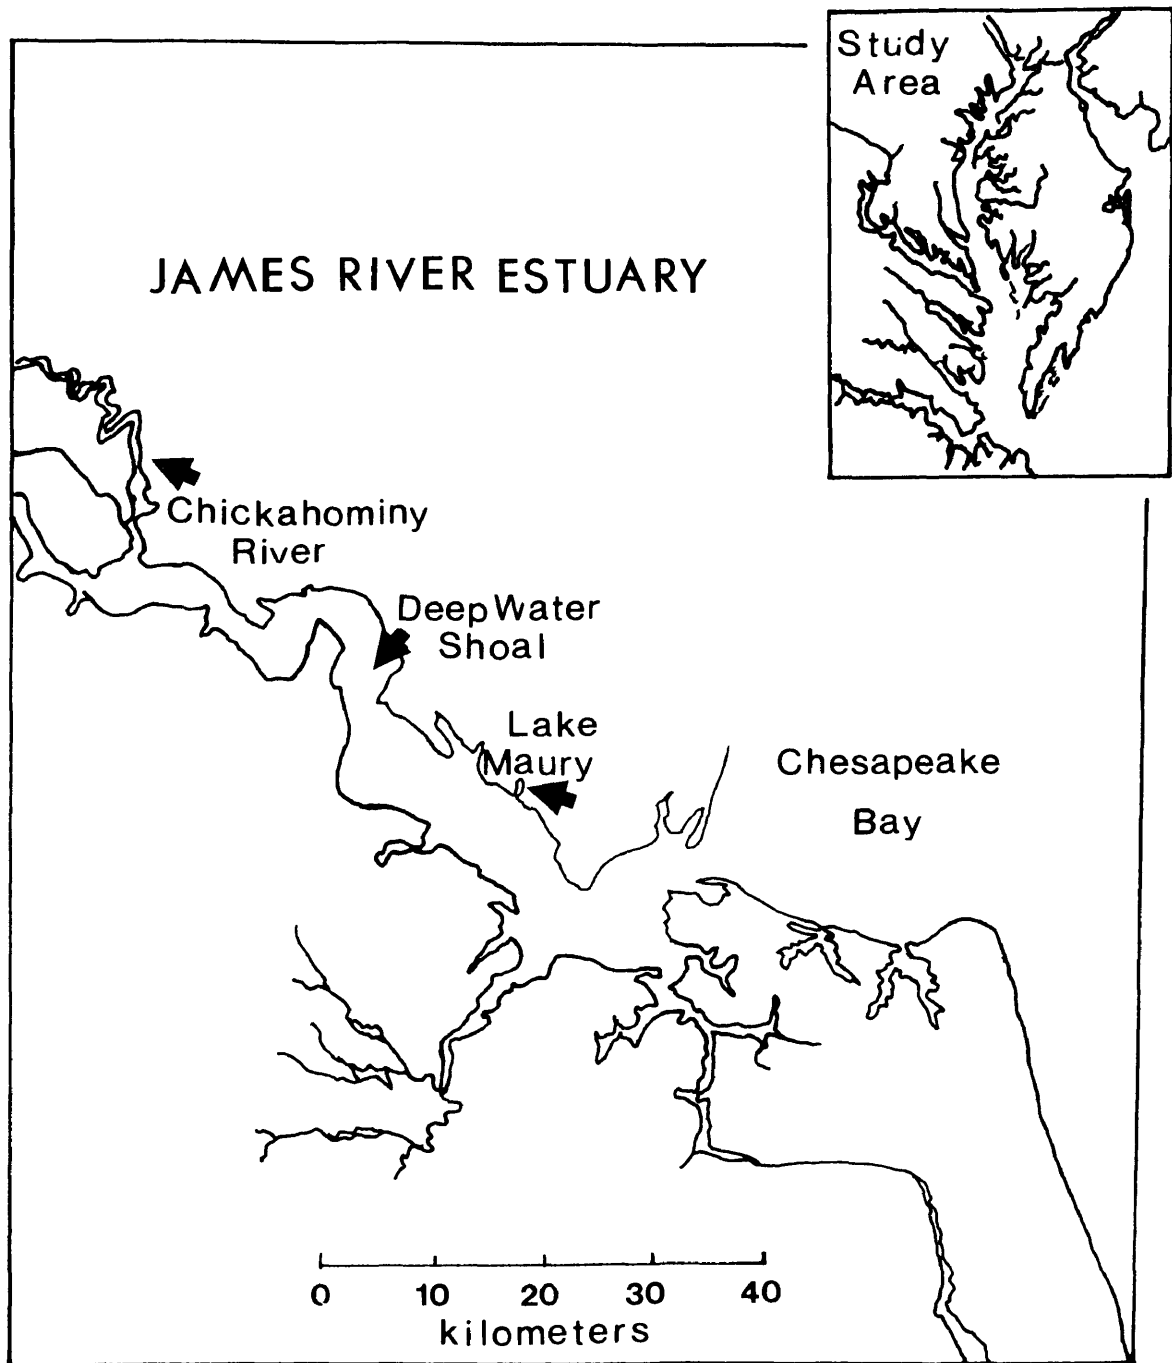 Study
Area
JAMES RIVER ESTUARY
Chickahominy
River
Deep Water
Shoal
Lake
Maury
Chesapeake
Bay
0 10 20 30 40
kilometers